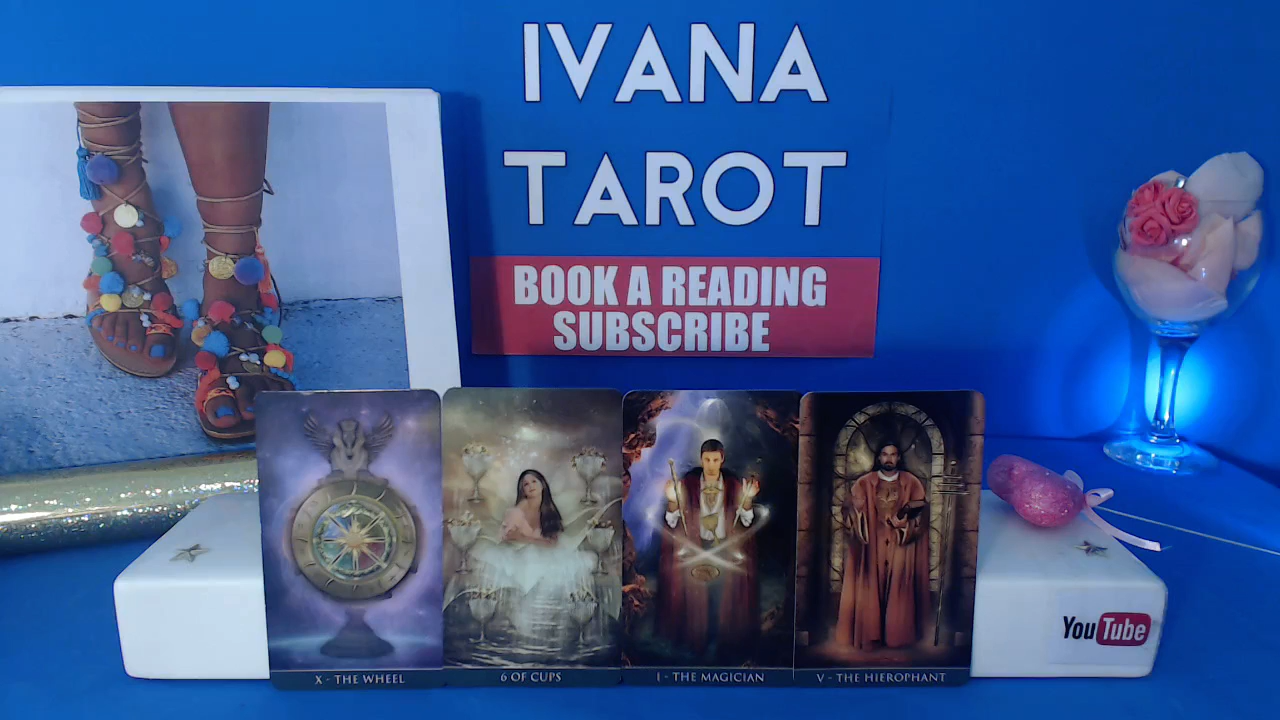 IVANA
TAROT
BOOK A READING
SUBSCRIBE
X - THE WHEEL
6 OF CUPS
I - THE MAGICIAN
V - THE HIEROPHANT
YouTube